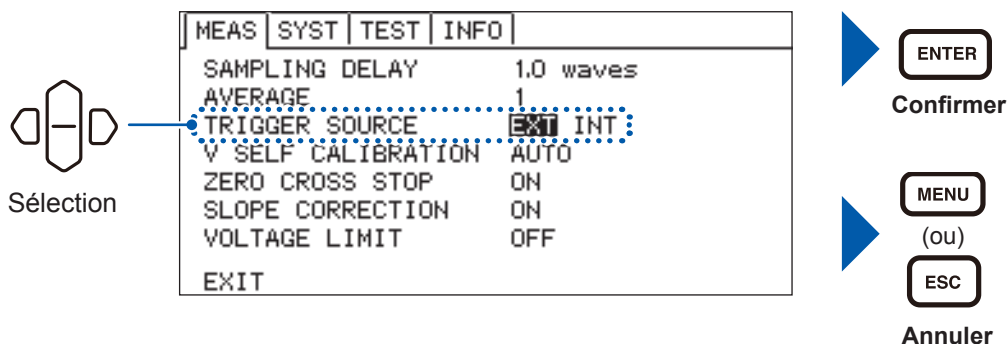 MEAS SYST TEST INFO
SAMPLING DELAY 1.0 waves
AVERAGE 1
TRIGGER SOURCE EXT INT
V SELF CALIBRATION AUTO
ZERO CROSS STOP ON
SLOPE CORRECTION ON
VOLTAGE LIMIT OFF
EXIT
Sélection
ENTER
Confirmer
MENU
(ou)
ESC
Annuler